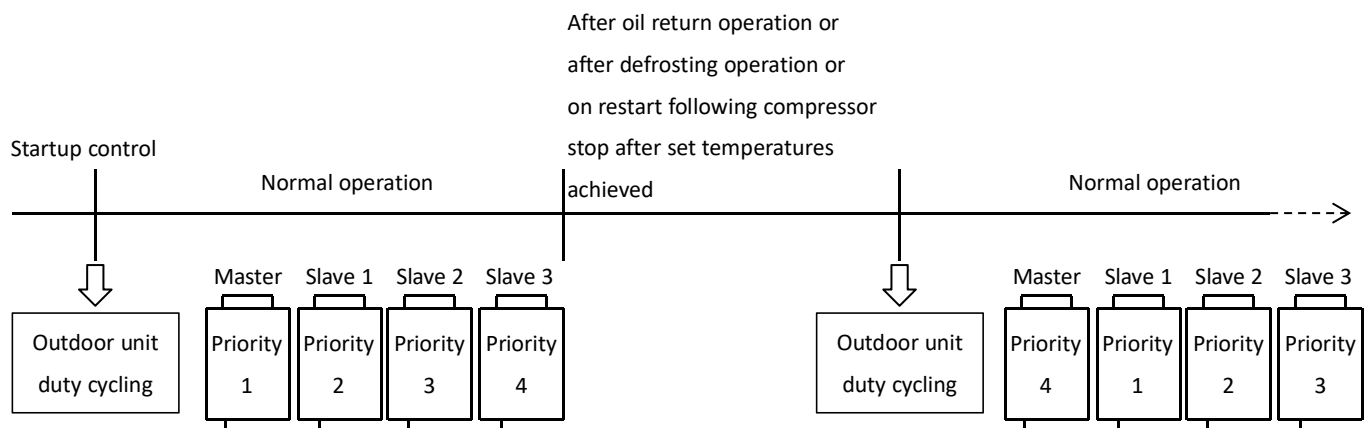 After oil return operation or
after defrosting operation or
on restart following compressor
stop after set temperatures
achieved
Startup control
Normal operation
Normal operation
Master Slave 1 Slave 2 Slave 3
Outdoor unit
duty cycling
Priority Priority Priority Priority
1 2 3 4
Master Slave 1 Slave 2 Slave 3
Outdoor unit
duty cycling
Priority Priority Priority Priority
4 1 2 3